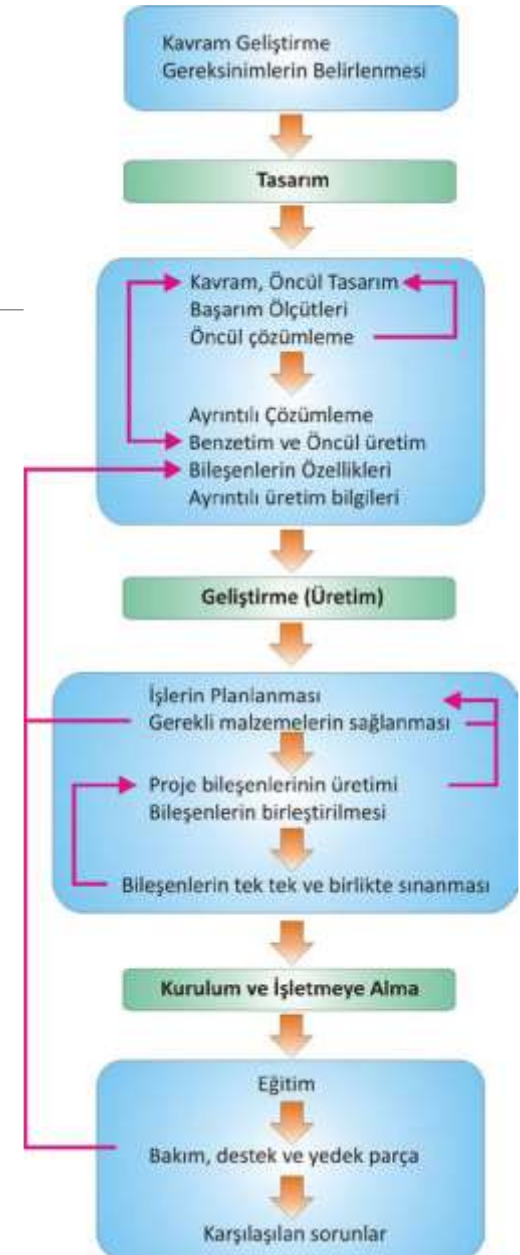 Kavram Geliştirme
Gereksinimlerin Belirlenmesi
Tasarım
Kavram, Öncül Tasarım
Başarım Ölçütleri
Öncül çözümleme
Ayrıntılı Çözümleme
Benzetim ve Öncül üretim
Bileşenlerin Özellikleri
Ayrıntılı üretim bilgileri
Geliştirme (Üretim)
İşlerin Planlanması
Gerekli malzemelerin sağlanması
Proje bileşenlerinin üretimi
Bileşenlerin birleştirilmesi
Bileşenlerin tek tek ve birlikte sınanması
Kurulum ve İşletmeye Alma
Eğitim
Bakım, destek ve yedek parça
Karşılaşılan sorunlar